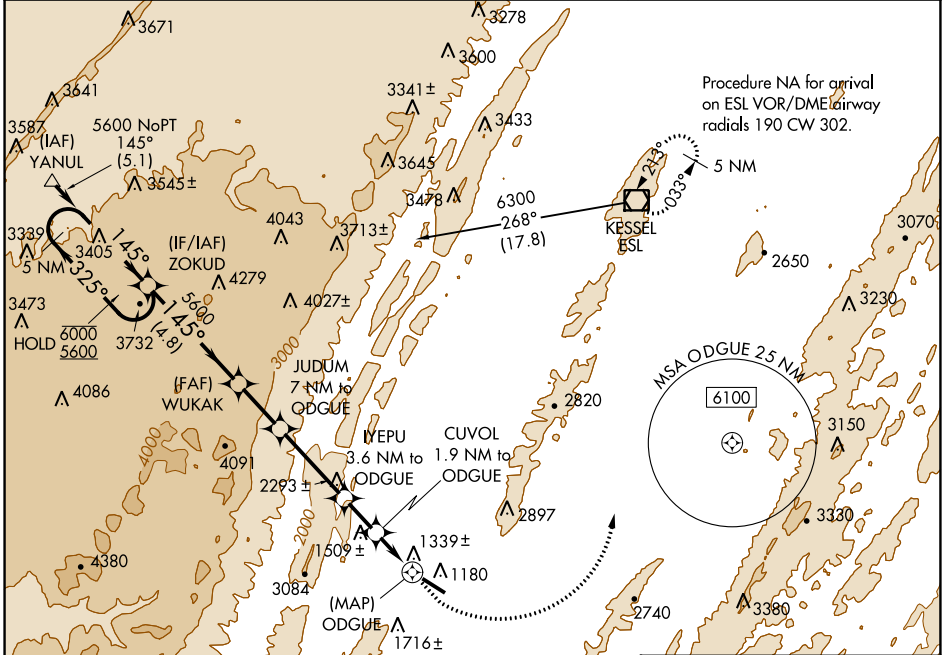 3671
3278
3600
3641
3341±
3433
3587
(IAF)
YANUL
5600 NoPT
145°
(5.1)
Procedure NA for arrival
on ESL VOR/DME airway
radials 190 CW 302.
3545±
3645
3478
213°
033°
5 NM
6300
268°
(17.8)
KESSEL
ESL
3339
5 NM
3405
145°
325°
(IF/IAF)
ZOKUD
4043
3713±
4279
4027±
3070
2650
3230
3473
HOLD
6000
5600
3732
5600
145°
(4.8)
3000
4086
(FAF)
WUKAK
JUDUM
7 NM to
ODGUE
MSA ODGUE 25 NM
6100
2820
3150
4000
4091
IYEPU
3.6 NM to
ODGUE
CUVOL
1.9 NM to
ODGUE
2293±
2897
2000
3330
1509±
1339±
4380
3084
1180
(MAP)
ODGUE
2740
3380
1716±